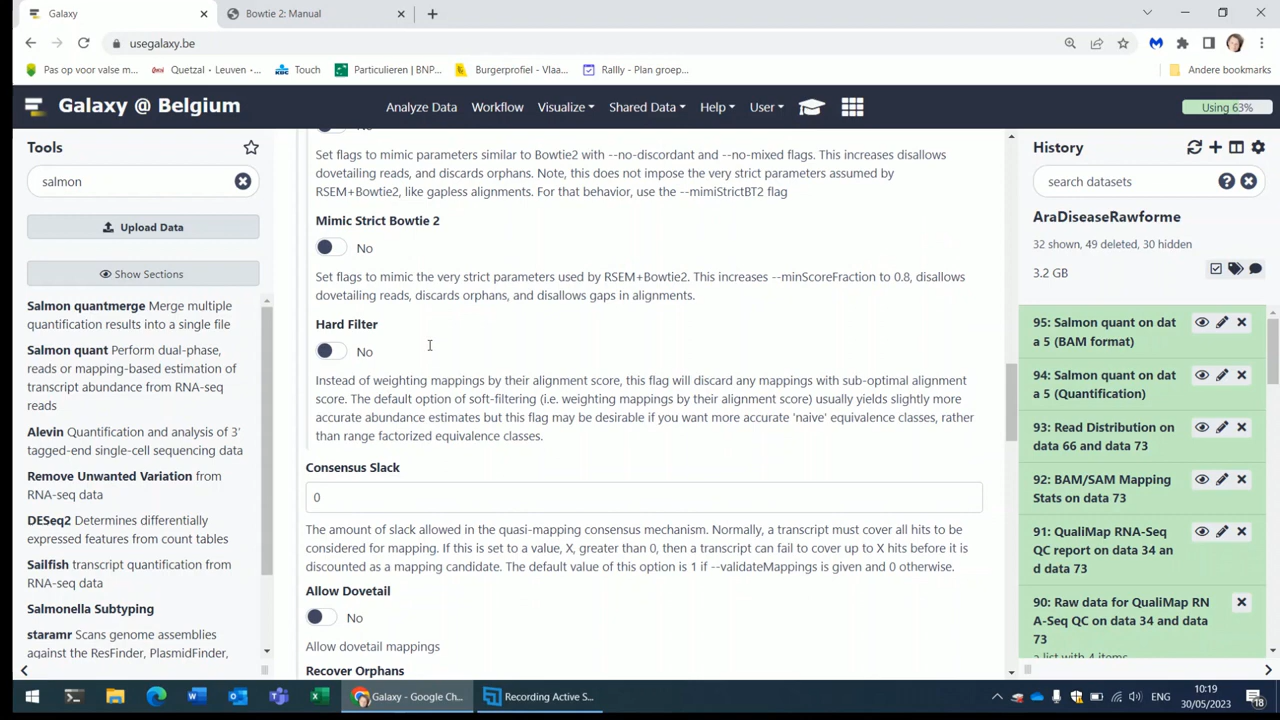 Galaxy
Bowtie 2: Manual
usegalaxy.be
Pas op voor valse m...
Quetzal - Leuven -...
Touch
Particulieren | BNP...
Burgerprofiel - Vlaa...
Rallly - Plan groep...
Andere bookmarks
Galaxy @ Belgium
Analyze Data
Workflow
Visualize
Shared Data
Help
User
Using 63%
Tools
salmon
Upload Data
Show Sections
Salmon quantmerge Merge multiple
quantification results into a single file
Salmon quant Perform dual-phase,
reads or mapping-based estimation
of transcript abundance from RNA-seq
reads
Alevin Quantification and analysis of 3'
tagged-end single-cell sequencing data
Remove Unwanted Variation from
RNA-seq data
DESeq2 Determines differentially
expressed features from count tables
Sailfish transcript quantification from
RNA-seq data
Salmonella Subtyping
staramr Scans genome assemblies
against the ResFinder, PlasmidFinder,
No
Set flags to mimic parameters similar to Bowtie2 with --no-discordant and --no-mixed flags. This increases disallows
dovetailing reads, and discards orphans. Note, this does not impose the very strict parameters assumed by
RSEM+Bowtie2, like gapless alignments. For that behavior, use the --mimiStrictBT2 flag
Mimic Strict Bowtie 2
No
Set flags to mimic the very strict parameters used by RSEM+Bowtie2. This increases --minScoreFraction to 0.8, disallows
dovetailing reads, discards orphans, and disallows gaps in alignments.
Hard Filter
No
Instead of weighting mappings by their alignment score, this flag will discard any mappings with sub-optimal alignment
score. The default option of soft-filtering (i.e. weighting mappings by their alignment score) usually yields slightly more
accurate abundance estimates but this flag may be desirable if you want more accurate 'naive' equivalence classes, rather
than range factorized equivalence classes.
Consensus Slack
0
The amount of slack allowed in the quasi-mapping consensus mechanism. Normally, a transcript must cover all hits to be
considered for mapping. If this is set to a value, X, greater than 0, then a transcript can fail to cover up to X hits before it is
discounted as a mapping candidate. The default value of this option is 1 if --validateMappings is given and 0 otherwise.
Allow Dovetail
No
Allow dovetail mappings
Recover Orphans
History
search datasets
AraDiseaseRawforme
32 shown, 49 deleted, 30 hidden
3.2 GB
95: Salmon quant on dat
a 5 (BAM format)
94: Salmon quant on dat
a 5 (Quantification)
93: Read Distribution on
data 66 and data 73
92: BAM/SAM Mapping
Stats on data 73
91: QualiMap RNA-Seq
QC report on data 34 an
d data 73
90: Raw data for QualiMap RN
A-Seq QC on data 34 and data
73
a list with 4 items
Galaxy - Google Ch...
Recording Active S...
ENG
10:19
30/05/2023
18